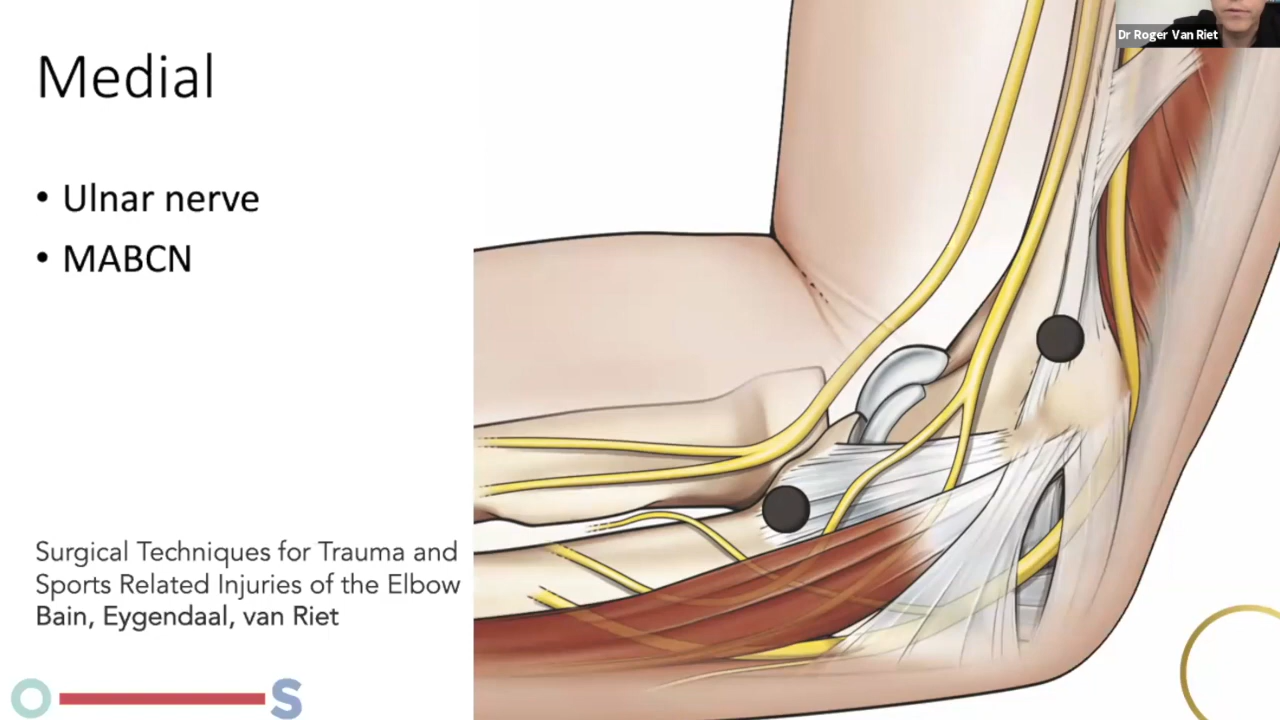 Dr Roger Van Riet
Medial
• Ulnar nerve
• MABCN
Surgical Techniques for Trauma and
Sports Related Injuries of the Elbow
Bain, Eygendaal, van Riet
O S